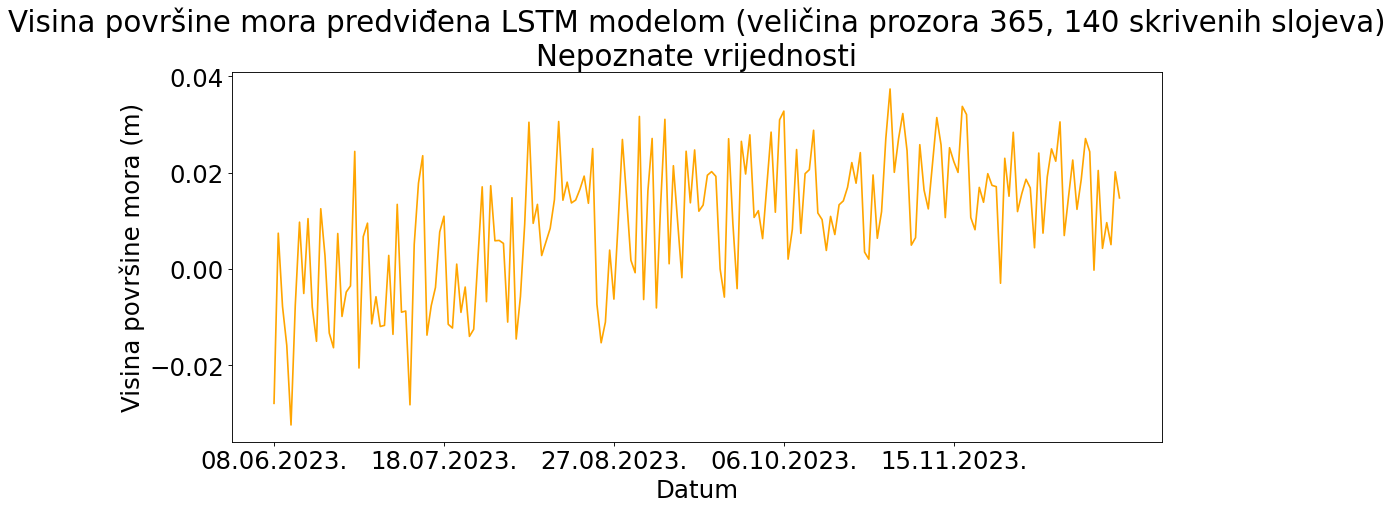 Visina površine mora predviđena LSTM modelom (veličina prozora 365, 140 skrivenih slojeva)
Nepoznate vrijednosti
Visina površine mora (m)
0.04
0.02
0.00
−0.02
08.06.2023. 18.07.2023. 27.08.2023. 06.10.2023. 15.11.2023.
Datum